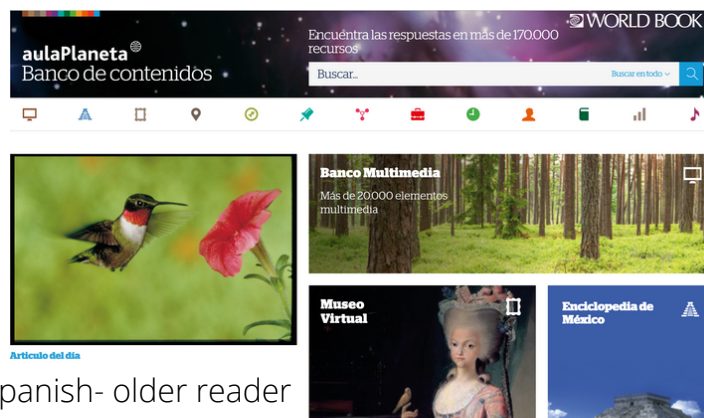 aulaPlaneta
Banco de contenidos
WORLD BOOK
Encuéntra las respuestas en más de 170.000
recursos
Buscar...
Buscar en todo
Banco Multimedia
Más de 20.000 elementos
multimedia
Museo
Virtual
Enciclopedia de
México
Artículo del día
panish- older reader